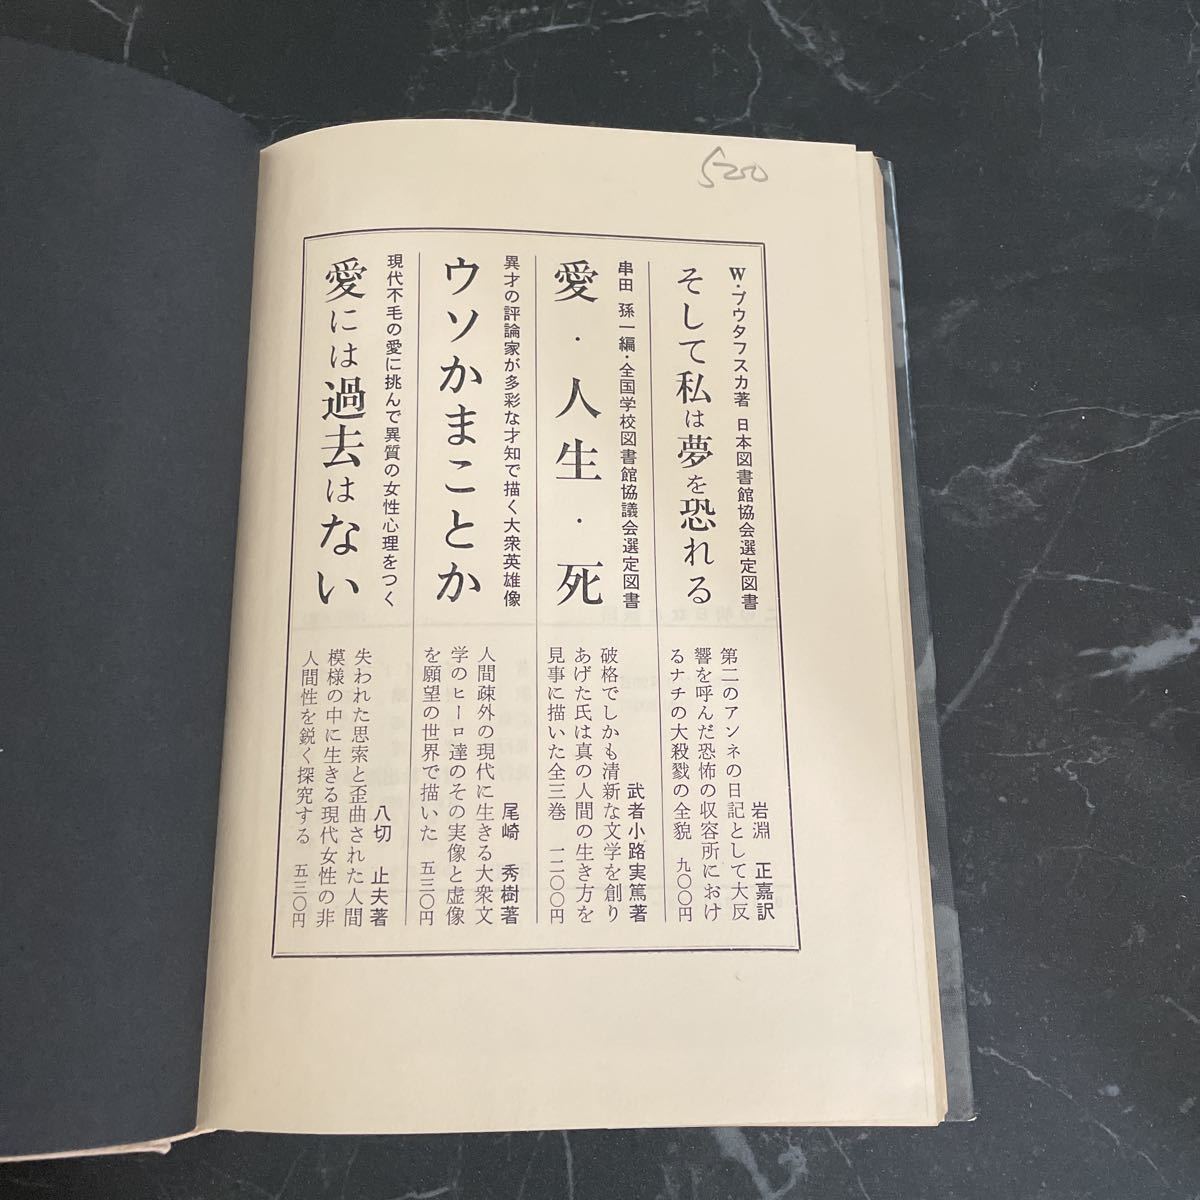 520
W・ブウタフスカ著 日本図書館協会選定図書
そして私は夢を恐れる
岩淵 正嘉訳
第二のアンネの日記として大反
響を呼んだ恐怖の収容所におけ
るナチの大殺戮の全貌 九〇〇円
串田 孫一編・全国学校図書館協議会選定図書
愛・人生・死
武者小路実篤著
破格でしかも清新な文学を創り
あげた氏は真の人間の生き方を
見事に描いた全三巻 一二〇〇円
異才の評論家が多彩な才知で描く大衆英雄像
ウソかまことか
尾崎 秀樹著
人間疎外の現代に生きる大衆文
学のヒーロ達のその実像と虚像
を願望の世界で描いた 五三〇円
現代不毛の愛に挑んで異質の女性心理をつく
愛には過去はない
八切 止夫著
失われた思索と歪曲された人間
模様の中に生きる現代女性の非
人間性を鋭く探究する 五三〇円